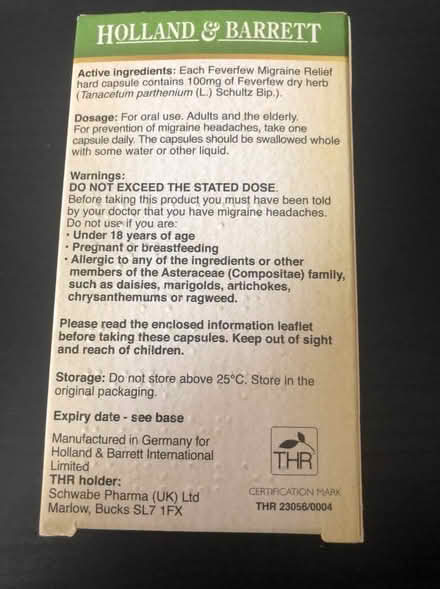 HOLLAND & BARRETT
Active ingredients: Each Feverfew Migraine Relief
hard capsule contains 100mg of Feverfew dry herb
(Tanacetum parthenium (L.) Schultz Bip.).
Dosage: For oral use. Adults and the elderly.
For prevention of migraine headaches, take one
capsule daily. The capsules should be swallowed whole
with some water or other liquid.
Warnings:
DO NOT EXCEED THE STATED DOSE.
Before taking this product you must have been told
by your doctor that you have migraine headaches.
Do not use if you are:
• Under 18 years of age
• Pregnant or breastfeeding
• Allergic to any of the ingredients or other
members of the Asteraceae (Compositae) family,
such as daisies, marigolds, artichokes,
chrysanthemums or ragweed.
Please read the enclosed information leaflet
before taking these capsules. Keep out of sight
and reach of children.
Storage: Do not store above 25°C. Store in the
original packaging.
Expiry date - see base
Manufactured in Germany for
Holland & Barrett International
Limited
THR holder:
Schwabe Pharma (UK) Ltd
Marlow, Bucks SL7 1FX
THR
CERTIFICATION MARK
THR 23056/0004